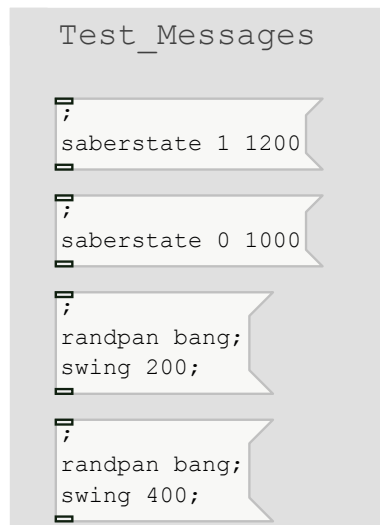 Test_Messages
;
saberstate 1 1200
;
saberstate 0 1000
;
randpan bang;
swing 200;
;
randpan bang;
swing 400;